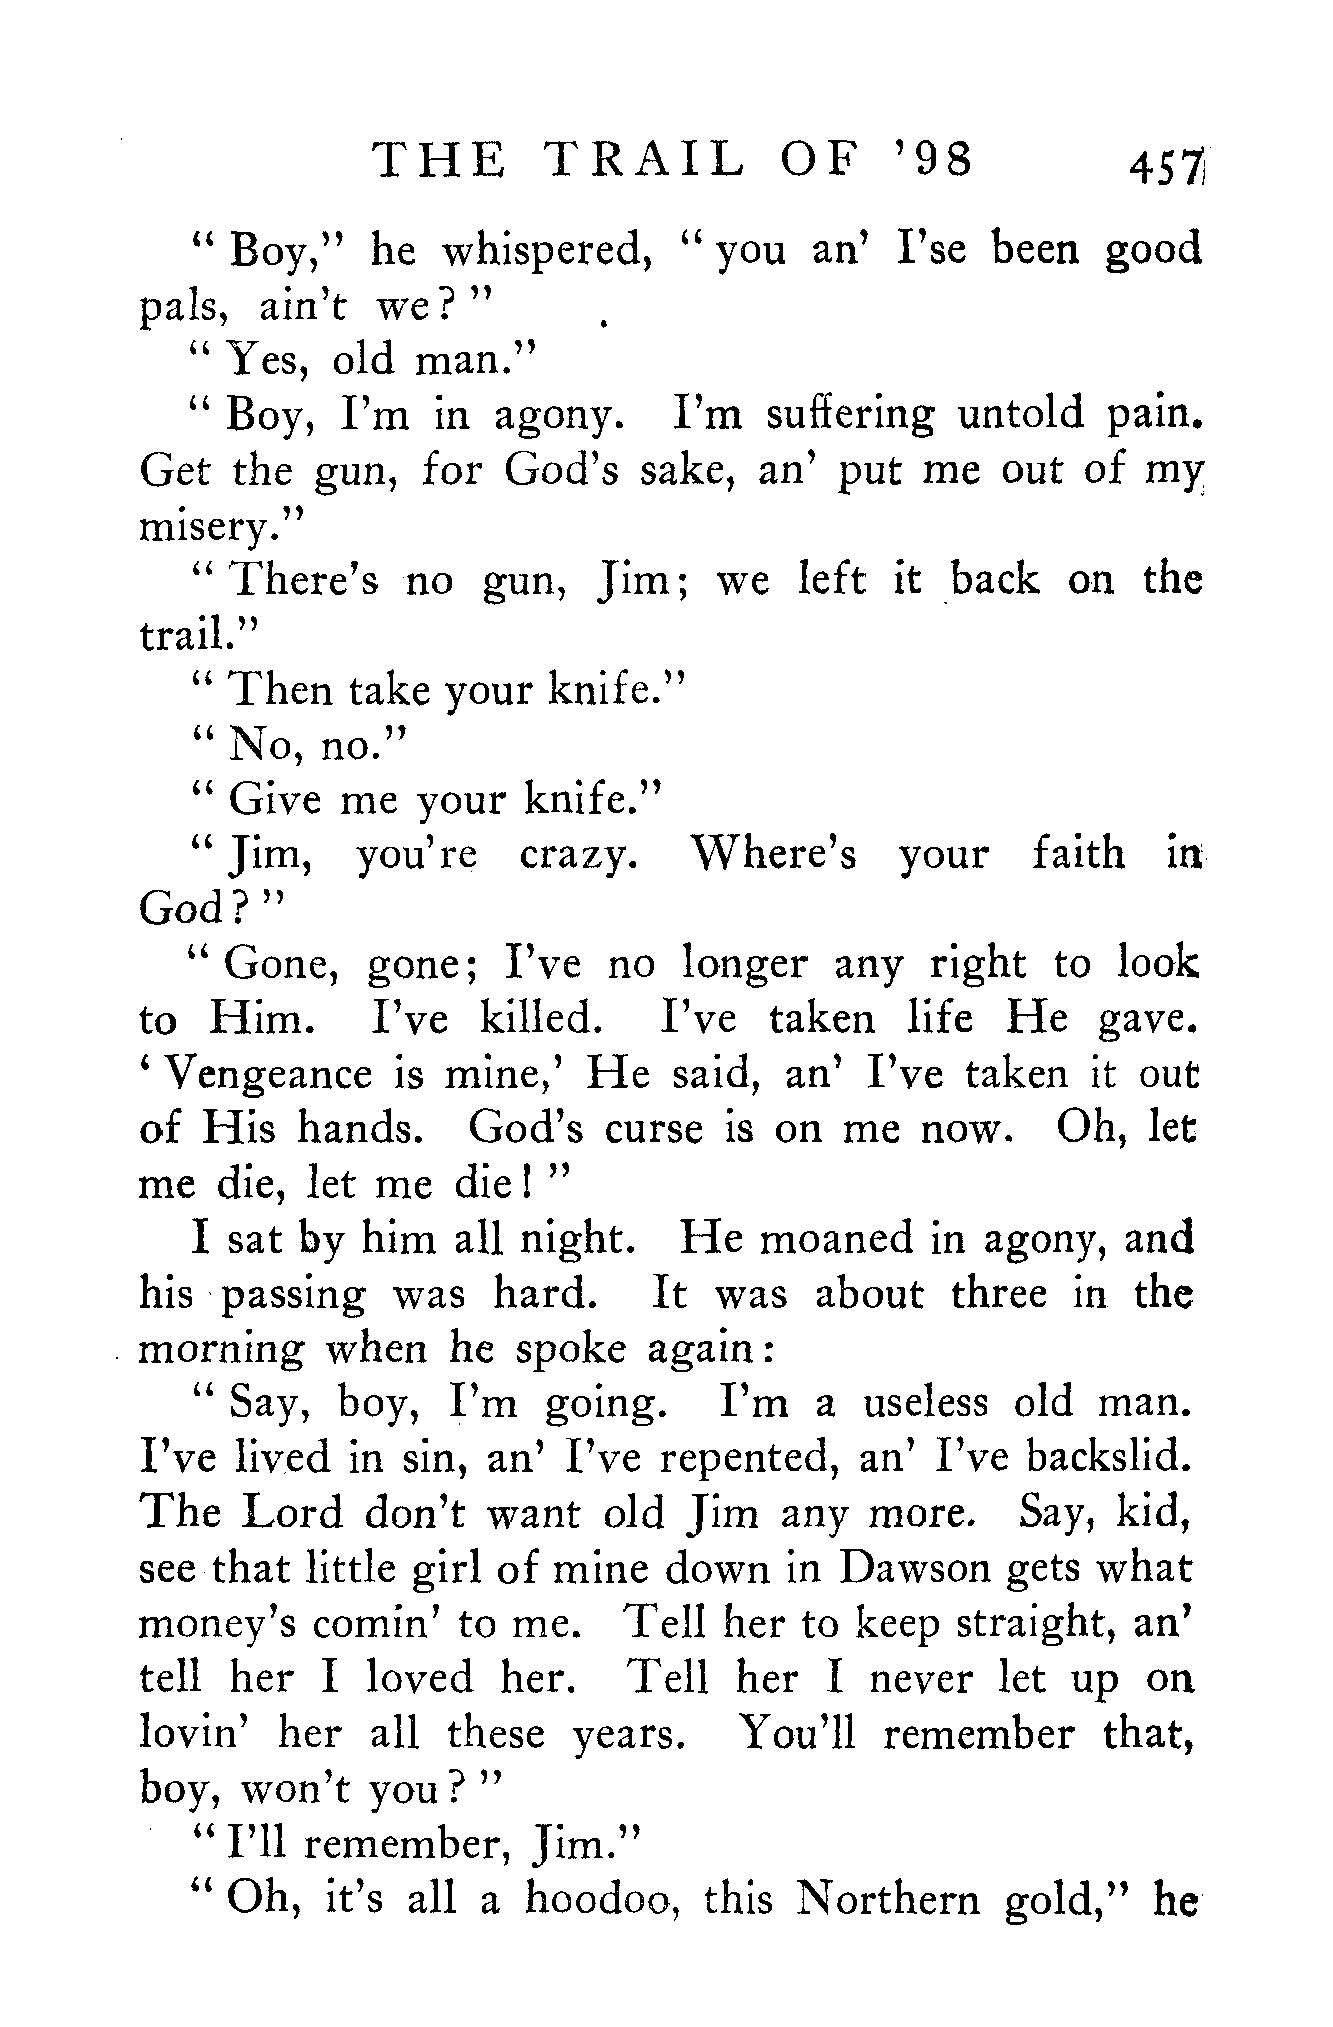 THE TRAIL OF '98 457
" Boy," he whispered, " you an' I'se been good
pals, ain't we? "
" Yes, old man."
" Boy, I'm in agony. I'm suffering untold pain.
Get the gun, for God's sake, an' put me out of my
misery."
" There's no gun, Jim; we left it back on the
trail."
" Then take your knife."
" No, no."
" Give me your knife."
" Jim, you're crazy. Where's your faith in
God? "
" Gone, gone; I've no longer any right to look
to Him. I've killed. I've taken life He gave.
' Vengeance is mine,' He said, an' I've taken it out
of His hands. God's curse is on me now. Oh, let
me die, let me die! "
I sat by him all night. He moaned in agony, and
his passing was hard. It was about three in the
morning when he spoke again:
" Say, boy, I'm going. I'm a useless old man.
I've lived in sin, an' I've repented, an' I've backslid.
The Lord don't want old Jim any more. Say, kid,
see that little girl of mine down in Dawson gets what
money's comin' to me. Tell her to keep straight, an'
tell her I loved her. Tell her I never let up on
lovin' her all these years. You'll remember that,
boy, won't you? "
" I'll remember, Jim."
" Oh, it's all a hoodoo, this Northern gold," he